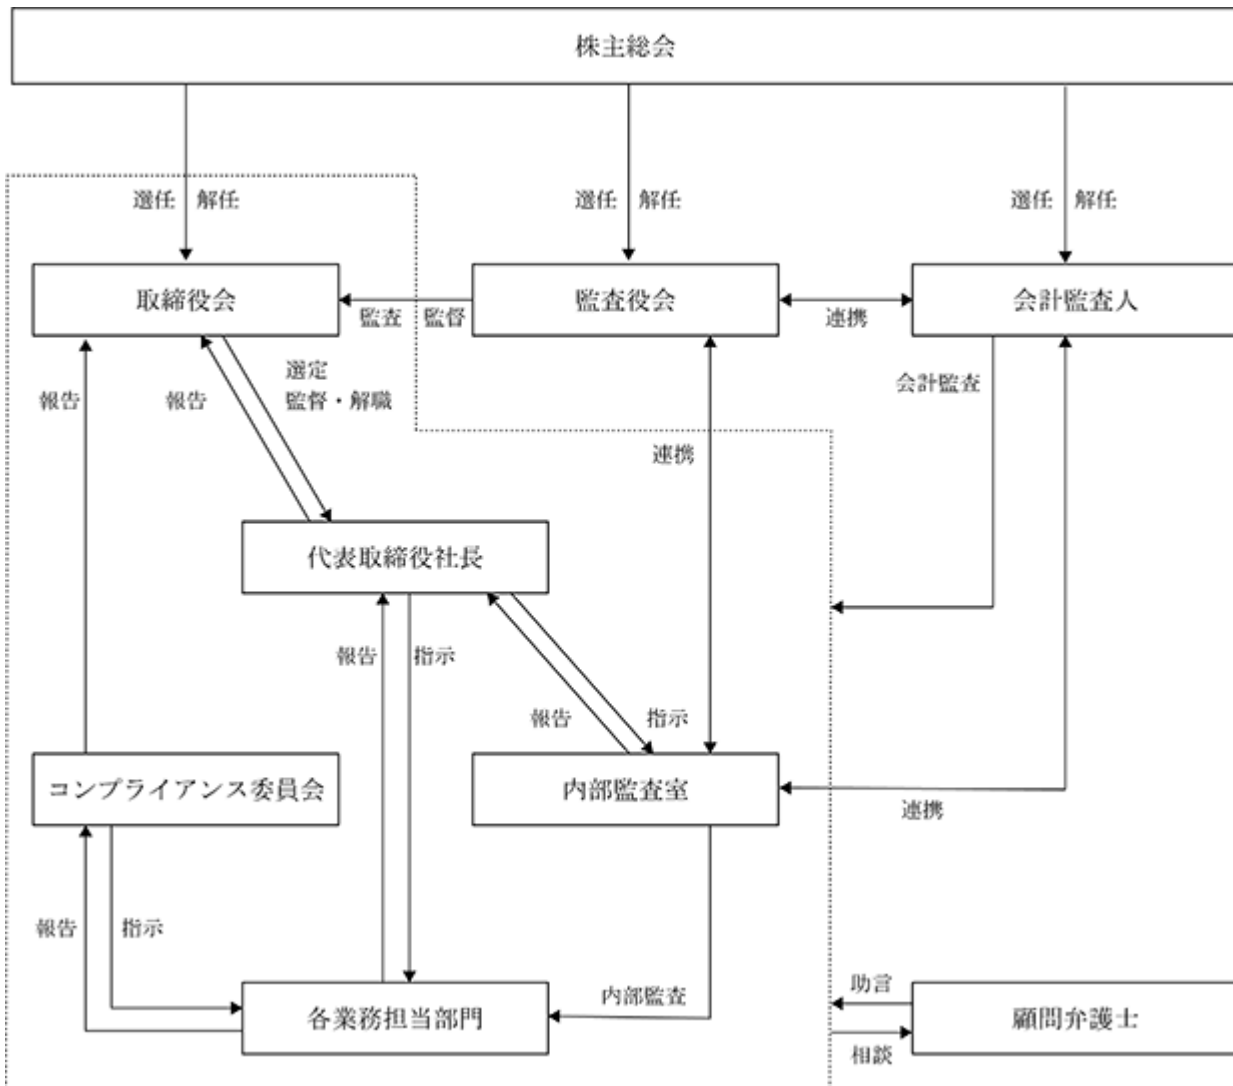 株主総会
選任 解任
選任 解任
選任 解任
取締役会
監査 監督
監査役会
連携
会計監査人
報告
報告
選定
監督・解職
会計監査
連携
代表取締役社長
報告
指示
報告
指示
コンプライアンス委員会
内部監査室
連携
報告
指示
内部監査
各業務担当部門
助言
顧問弁護士
相談